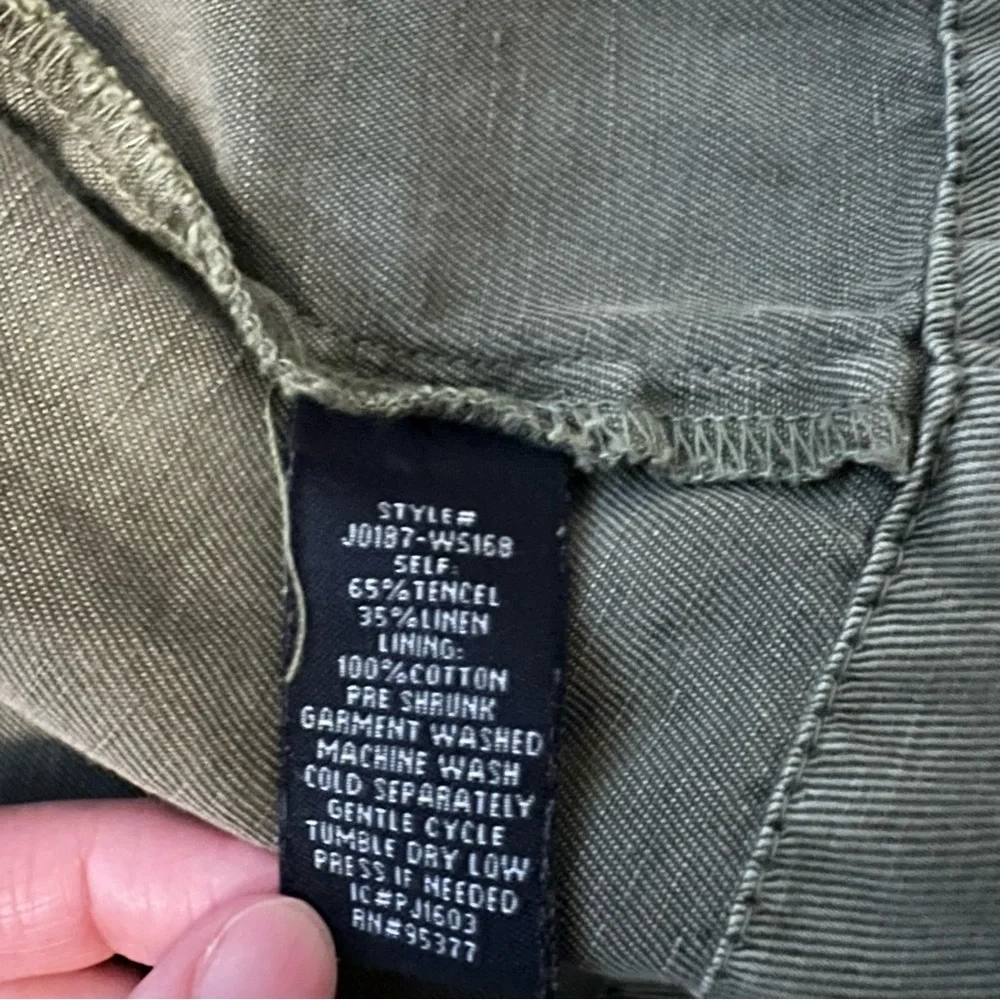 STYLE#
J0187-WS168
SELF:
65%TENCEL
35%LINEN
LINING:
100%COTTON
PRE SHRUNK
GARMENT WASHED
MACHINE WASH
COLD SEPARATELY
GENTLE CYCLE
TUMBLE DRY LOW
PRESS IF NEEDED
IC#PJ1603
RN#95377